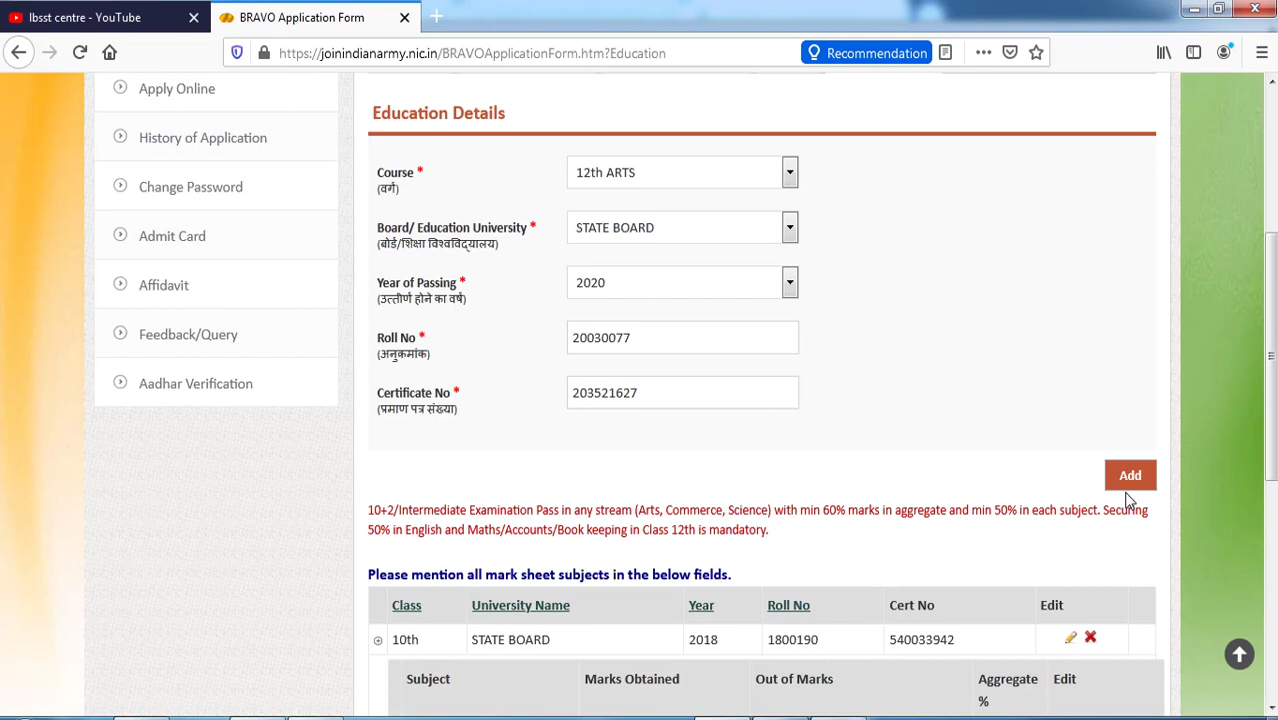 Ibsst centre - YouTube
BRAVO Application Form
https://joinindianarmy.nic.in/BRAVOApplicationForm.htm?Education
Recommendation
Apply Online
History of Application
Change Password
Admit Card
Affidavit
Feedback/Query
Aadhar Verification
Education Details
Course *
(वर्ग)
12th ARTS
Board/ Education University *
(बोर्ड/शिक्षा विश्वविद्यालय)
STATE BOARD
Year of Passing *
(उत्तीर्ण होने का वर्ष)
2020
Roll No *
(अनुक्रमांक)
20030077
Certificate No *
(प्रमाण पत्र संख्या)
203521627
Add
10+2/Intermediate Examination Pass in any stream (Arts, Commerce, Science) with min 60% marks in aggregate and min 50% in each subject. Securing
50% in English and Maths/Accounts/Book keeping in Class 12th is mandatory.
Please mention all mark sheet subjects in the below fields.
Class University Name Year Roll No Cert No Edit
10th STATE BOARD 2018 1800190 540033942
Subject Marks Obtained Out of Marks Aggregate Edit
%